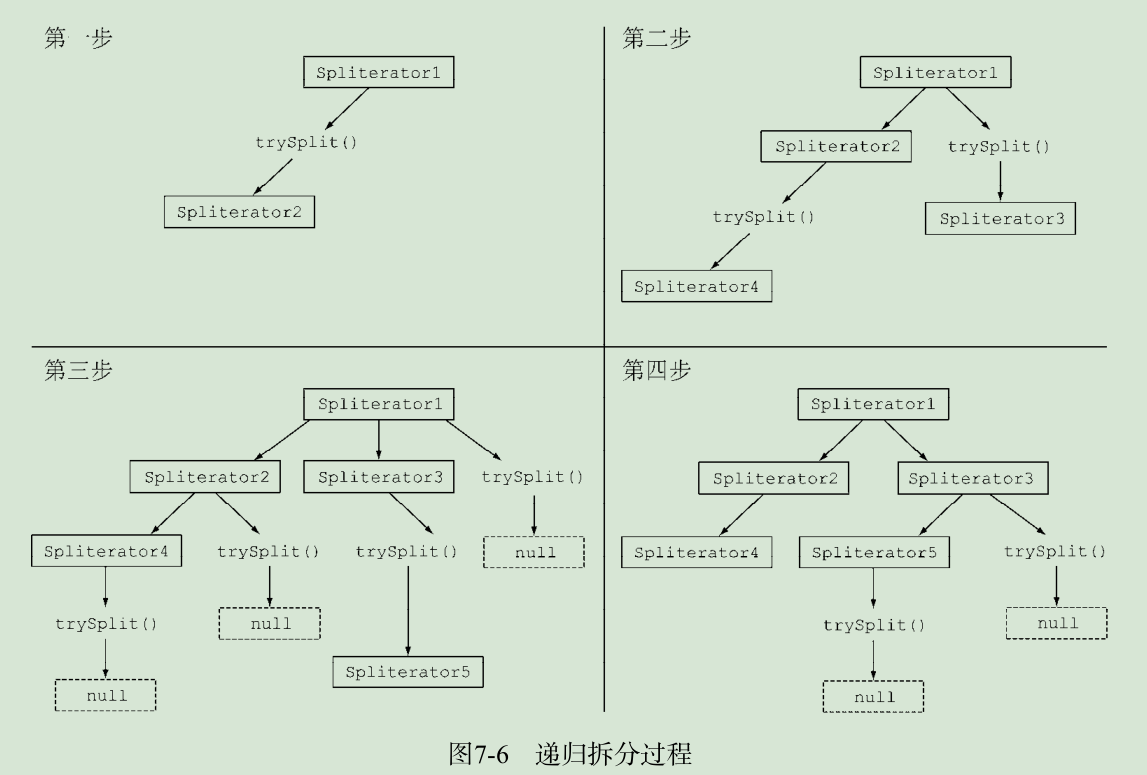 第一步
Spliterator1
trySplit()
Spliterator2
第二步
Spliterator1
Spliterator2
trySplit()
trySplit()
Spliterator3
Spliterator4
第三步
Spliterator1
Spliterator2
Spliterator3
trySplit()
Spliterator4
trySplit()
trySplit()
null
trySplit()
null
Spliterator5
null
第四步
Spliterator1
Spliterator2
Spliterator3
Spliterator4
Spliterator5
trySplit()
trySplit()
null
null
图7-6 递归拆分过程